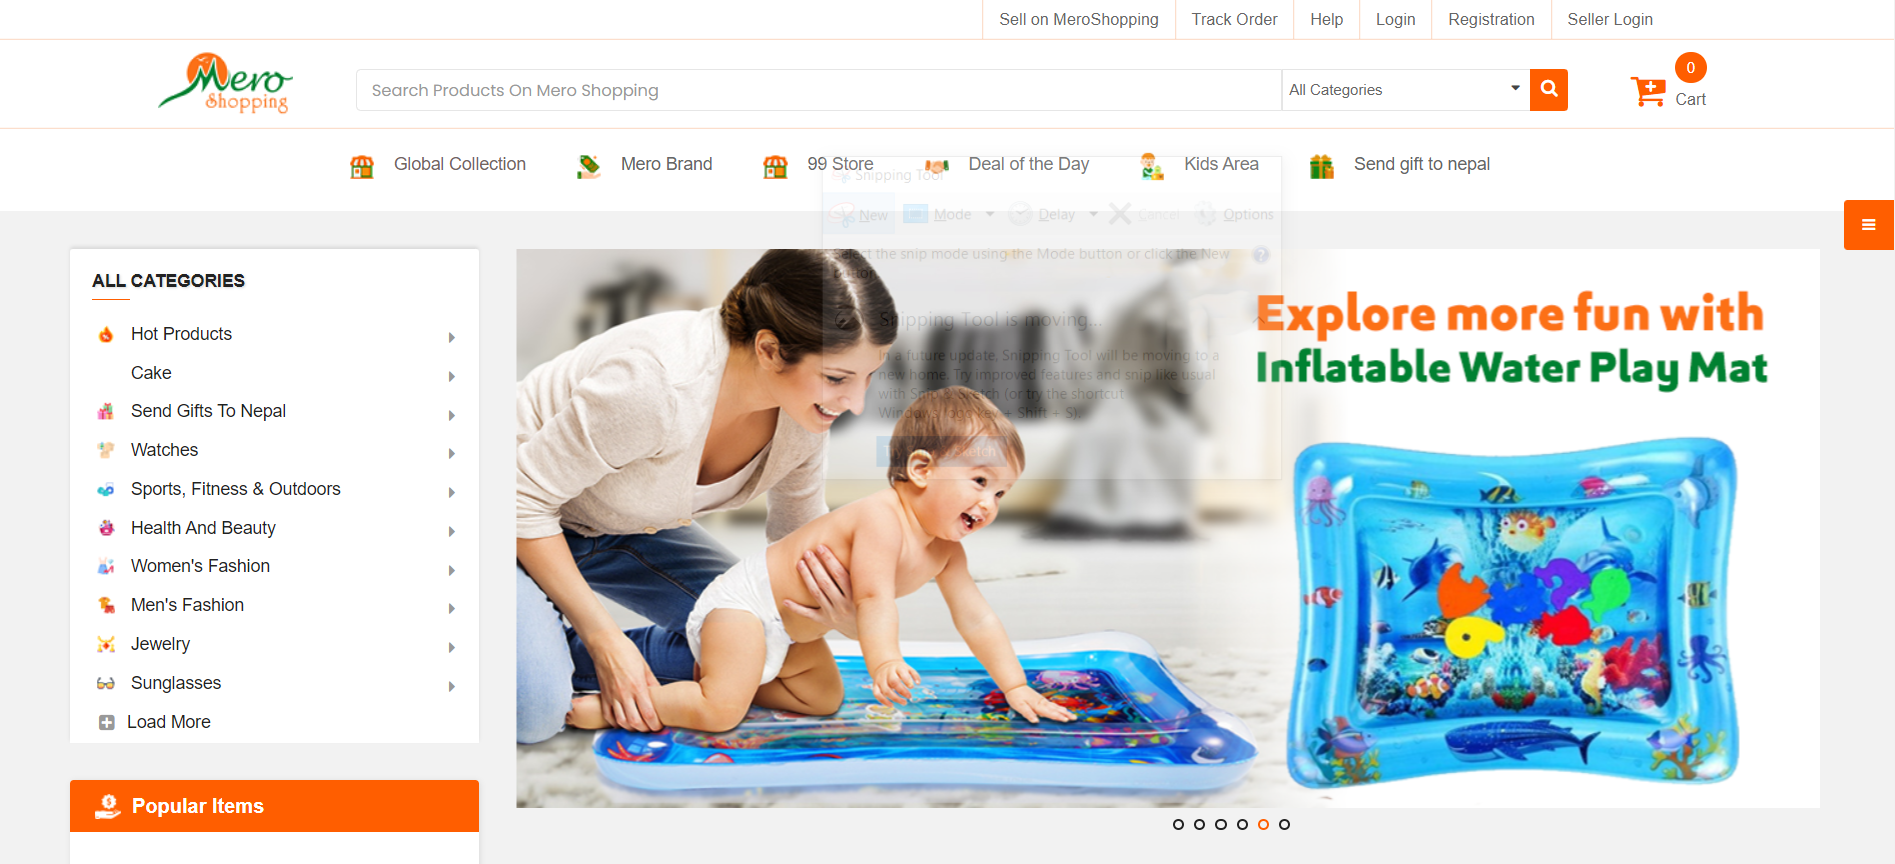 Sell on MeroShopping
Track Order
Help
Login
Registration
Seller Login
Mero
Shopping
Search Products On Mero Shopping
All Categories
0
Cart
Global Collection
Mero Brand
99 Store
Deal of the Day
Kids Area
Send gift to nepal
Snipping Tool
New
Mode
Delay
Cancel
Options
Select the snip mode using the Mode button or click the New
button.
Snipping Tool is moving...
In a future update, Snipping Tool will be moving to a
new home. Try improved features and snip like usual
with Snip & Sketch (or try the shortcut
Windows logo key + Shift + S).
Sketch
ALL CATEGORIES
Hot Products
Cake
Send Gifts To Nepal
Watches
Sports, Fitness & Outdoors
Health And Beauty
Women's Fashion
Men's Fashion
Jewelry
Sunglasses
Load More
Popular Items
Explore more fun with
Inflatable Water Play Mat